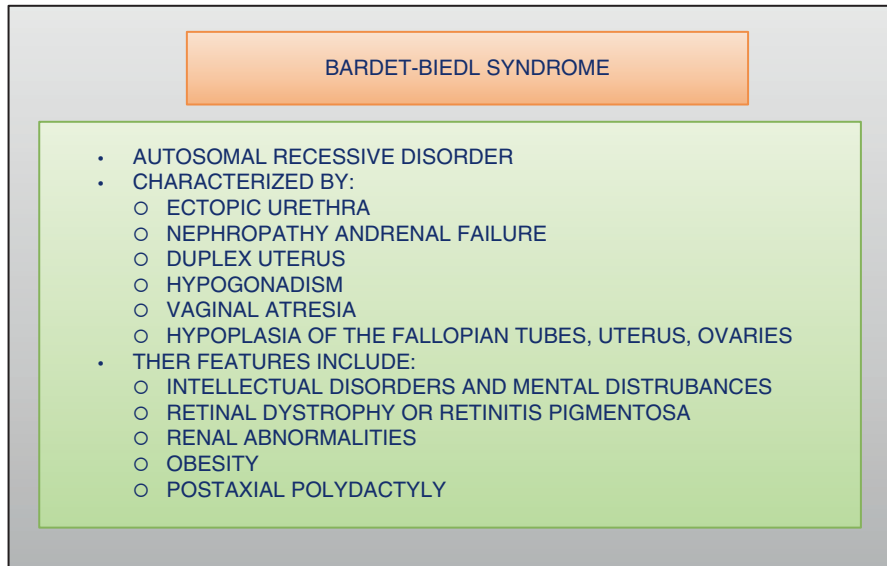 BARDET-BIEDL SYNDROME
• AUTOSOMAL RECESSIVE DISORDER
• CHARACTERIZED BY:
○ ECTOPIC URETHRA
○ NEPHROPATHY ANDRENAL FAILURE
○ DUPLEX UTERUS
○ HYPOGONADISM
○ VAGINAL ATRESIA
○ HYPOPLASIA OF THE FALLOPIAN TUBES, UTERUS, OVARIES
• THER FEATURES INCLUDE:
○ INTELLECTUAL DISORDERS AND MENTAL DISTRUBANCES
○ RETINAL DYSTROPHY OR RETINITIS PIGMENTOSA
○ RENAL ABNORMALITIES
○ OBESITY
○ POSTAXIAL POLYDACTYLY